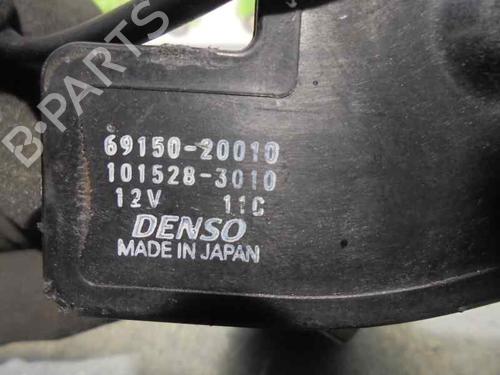 B-PARTS
69150-20010
101528-3010
12V 11C
DENSO
MADE IN JAPAN